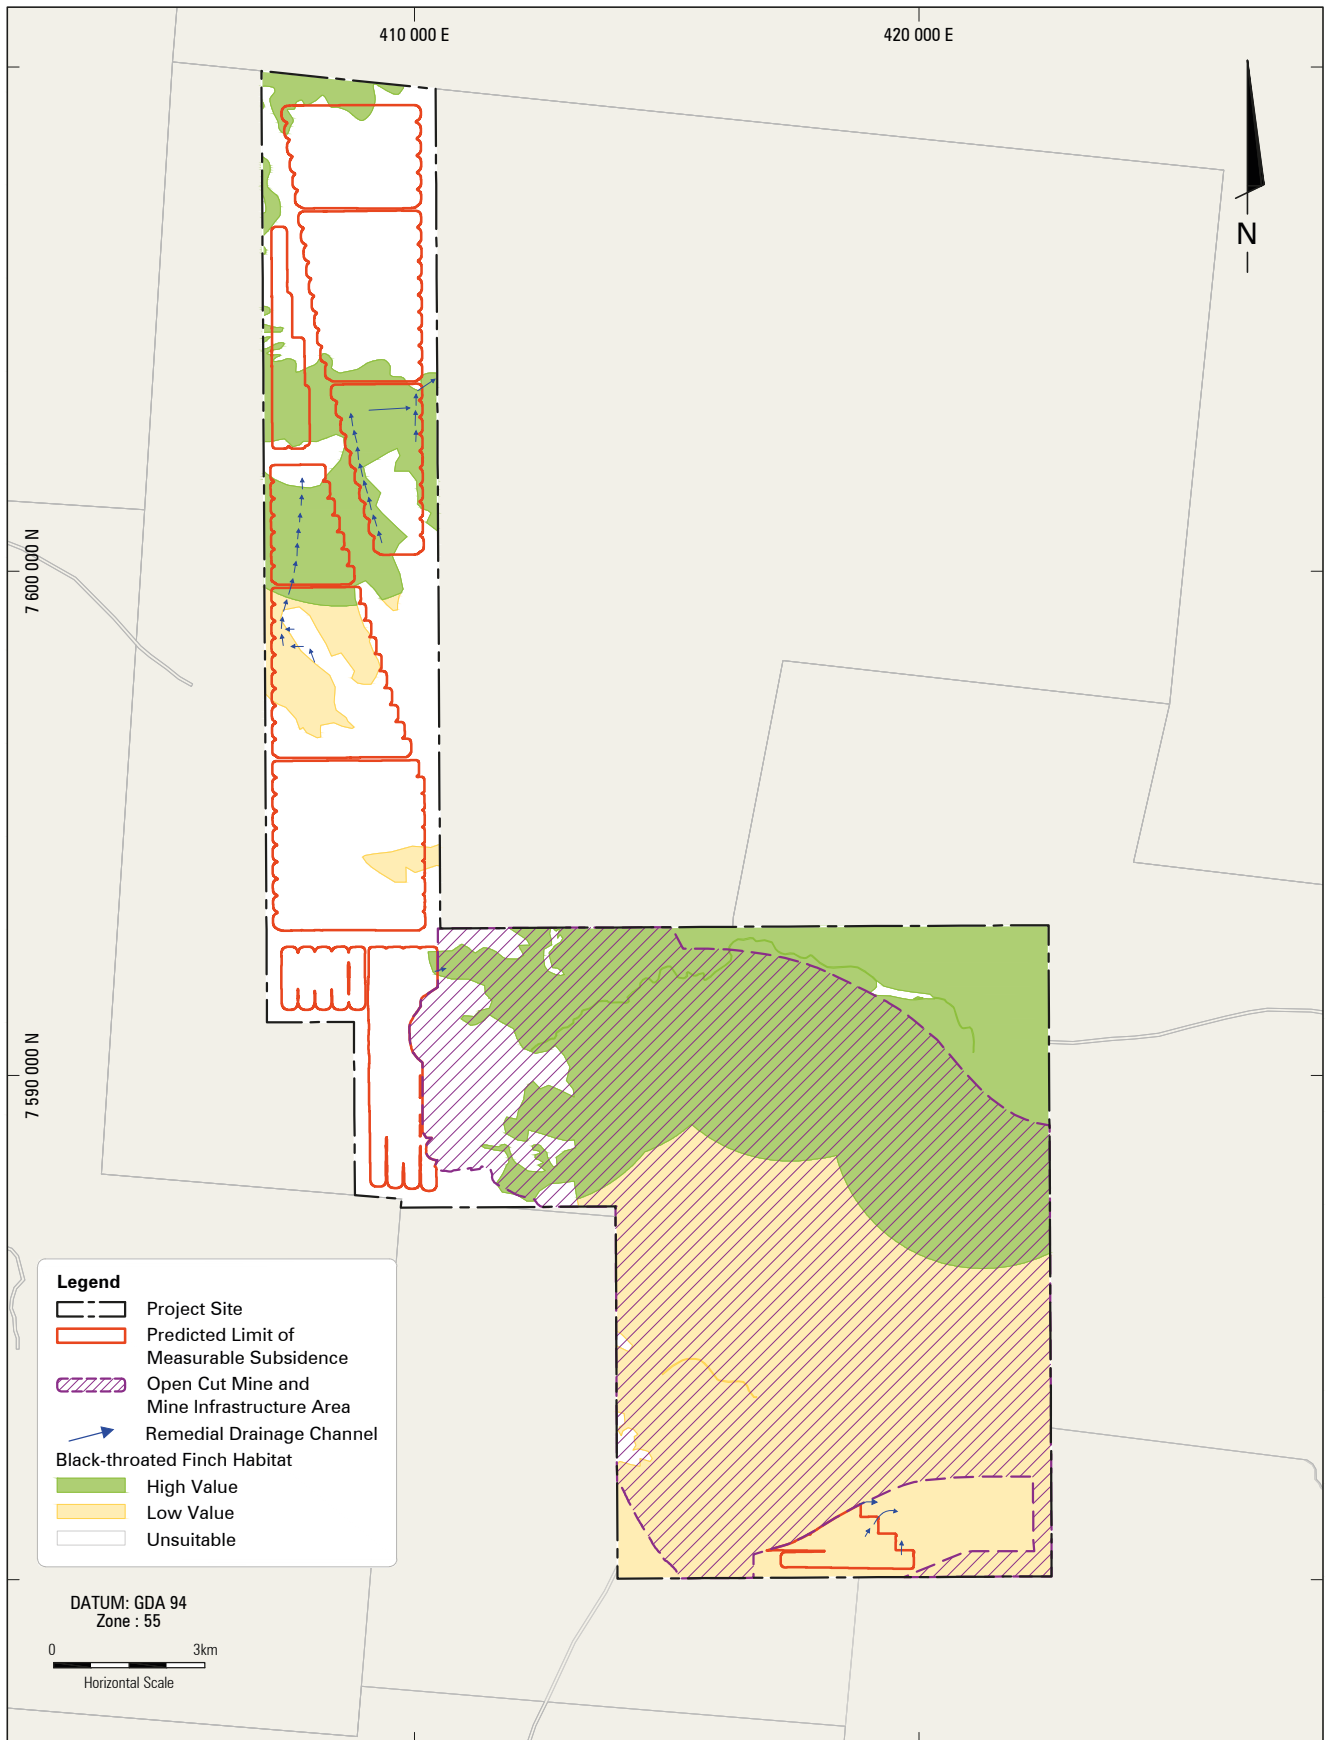 410 000 E
420 000 E
N
7 600 000 N
7 590 000 N
Legend
Project Site
Predicted Limit of
Measurable Subsidence
Open Cut Mine and
Mine Infrastructure Area
Remedial Drainage Channel
Black-throated Finch Habitat
High Value
Low Value
Unsuitable
DATUM: GDA 94
Zone : 55
0 3km
Horizontal Scale